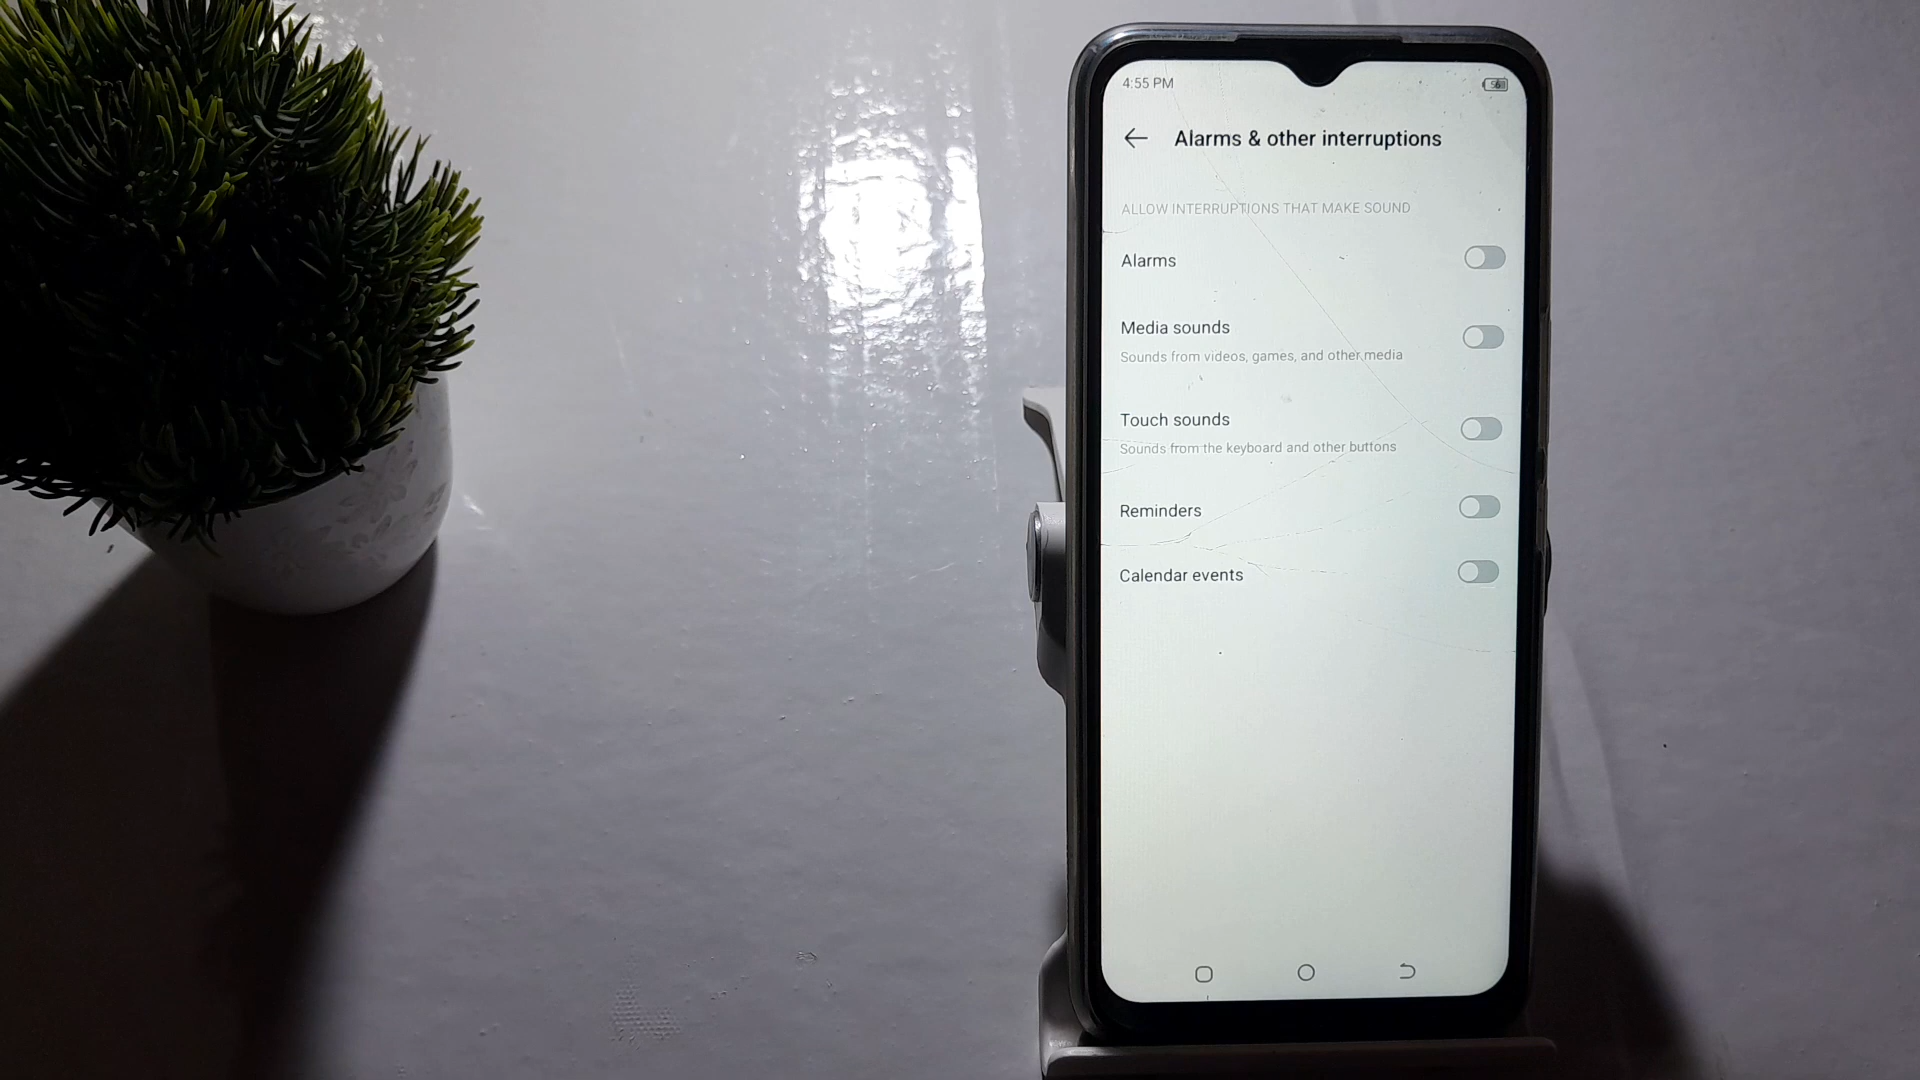 4:55 PM
56
Alarms & other interruptions
ALLOW INTERRUPTIONS THAT MAKE SOUND
Alarms
Media sounds
Sounds from videos, games, and other media
Touch sounds
Sounds from the keyboard and other buttons
Reminders
Calendar events